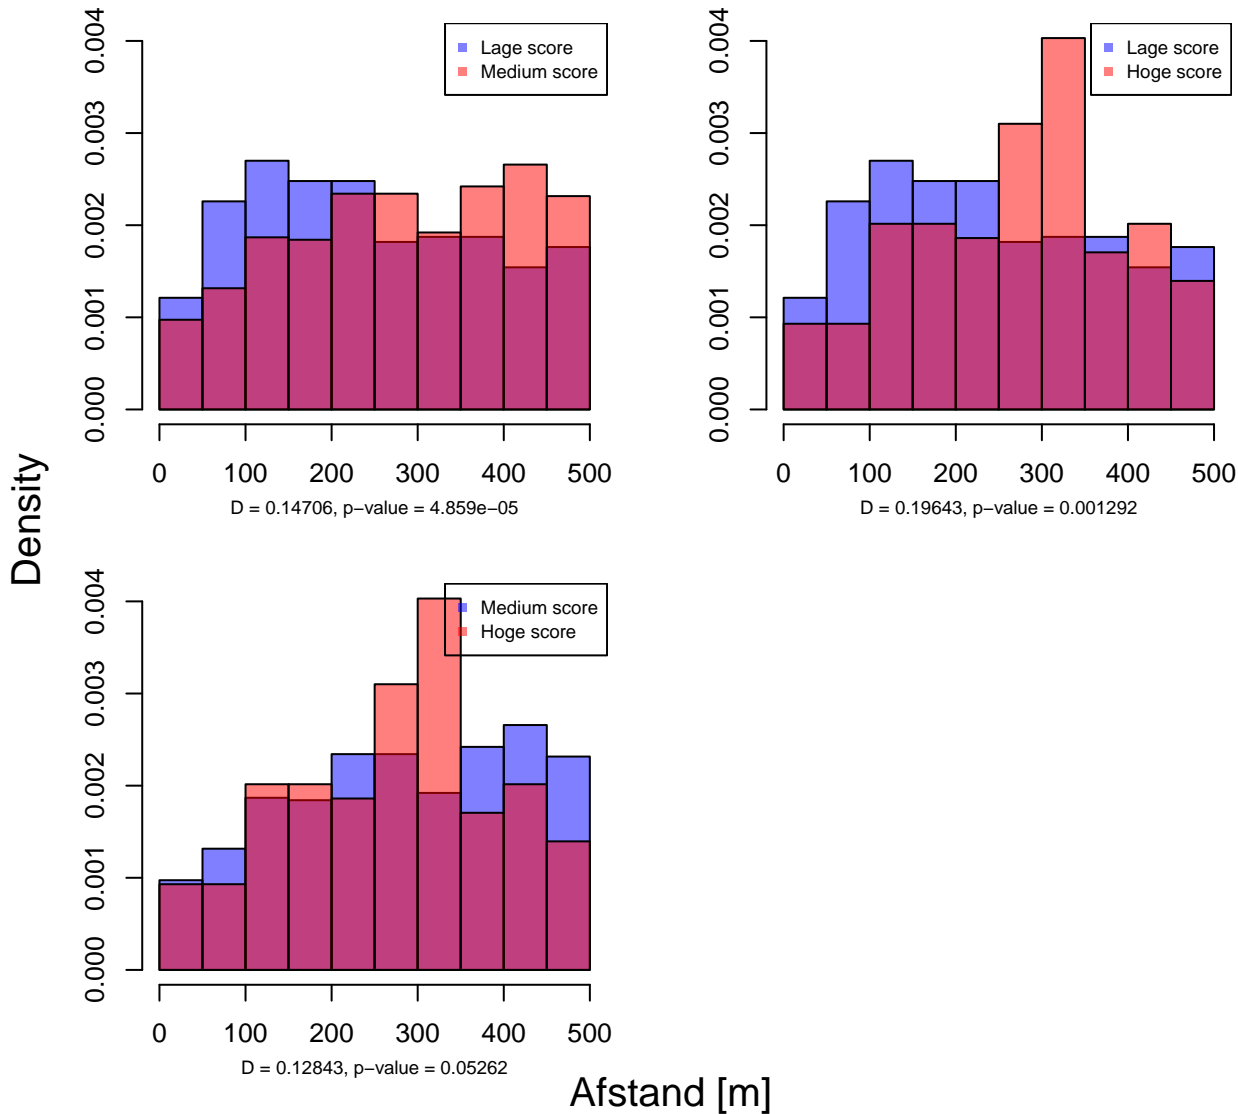 Density
0.000 0.001 0.002 0.003 0.004
Lage score
Medium score
0 100 200 300 400 500
D = 0.14706, p−value = 4.859e−05
0.000 0.001 0.002 0.003 0.004
Lage score
Hoge score
0 100 200 300 400 500
D = 0.19643, p−value = 0.001292
0.000 0.001 0.002 0.003 0.004
Medium score
Hoge score
0 100 200 300 400 500
D = 0.12843, p−value = 0.05262
Afstand [m]